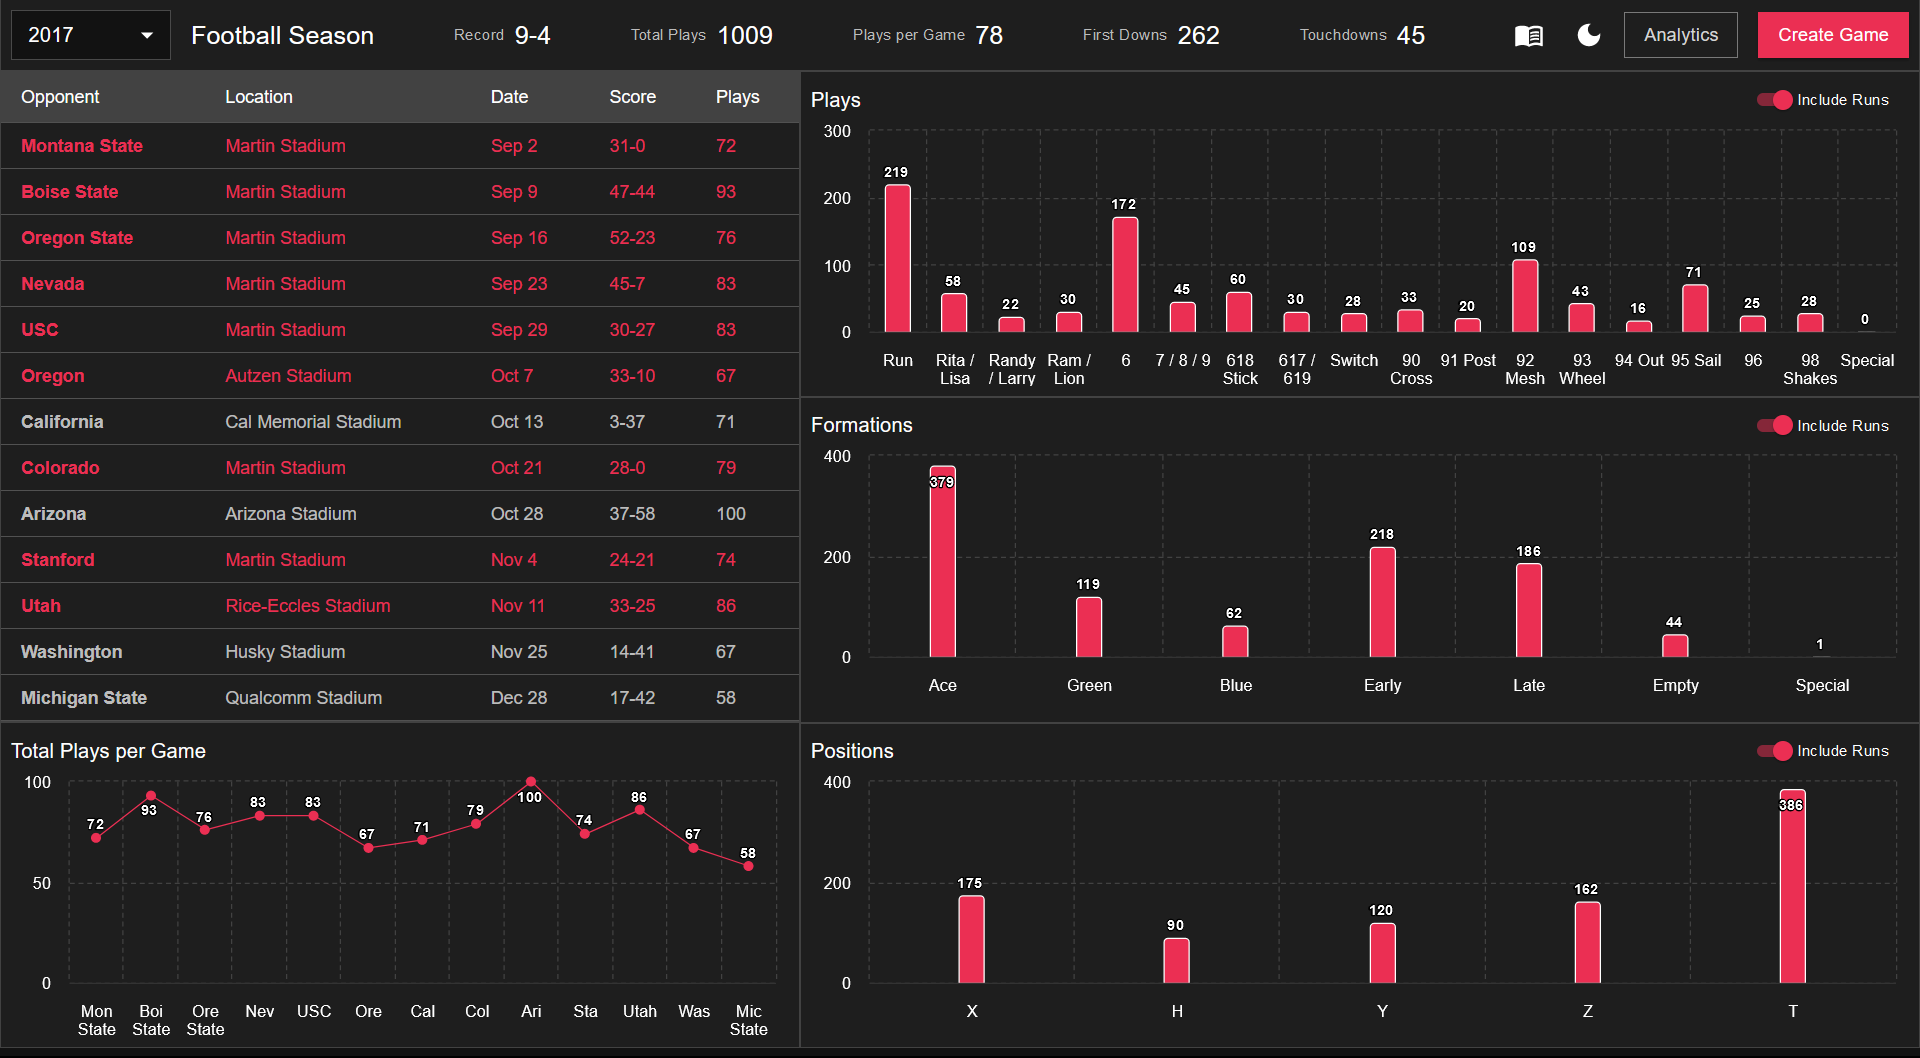 2017 Football Season Record 9-4 Total Plays 1009 Plays per Game 78 First Downs 262 Touchdowns 45 Analytics Create Game
Opponent Location Date Score Plays
Montana State Martin Stadium Sep 2 31-0 72
Boise State Martin Stadium Sep 9 47-44 93
Oregon State Martin Stadium Sep 16 52-23 76
Nevada Martin Stadium Sep 23 45-7 83
USC Martin Stadium Sep 29 30-27 83
Oregon Autzen Stadium Oct 7 33-10 67
California Cal Memorial Stadium Oct 13 3-37 71
Colorado Martin Stadium Oct 21 28-0 79
Arizona Arizona Stadium Oct 28 37-58 100
Stanford Martin Stadium Nov 4 24-21 74
Utah Rice-Eccles Stadium Nov 11 33-25 86
Washington Husky Stadium Nov 25 14-41 67
Michigan State Qualcomm Stadium Dec 28 17-42 58
Total Plays per Game
100
50
0
72 93 76 83 83 67 71 79 100 74 86 67 58
Mon Boi Ore Nev USC Ore Cal Col Ari Sta Utah Was Mic
State State State State
Plays Include Runs
300
200
100
0
219 58 22 30 172 45 60 30 28 33 20 109 43 16 71 25 28 0
Run Rita / Randy Ram / 6 7 / 8 / 9 618 617 / Switch 90 91 Post 92 93 94 Out 95 Sail 96 98 Special
Lisa / Larry Lion Stick 619 Cross Mesh Wheel Shakes
Formations Include Runs
400
200
0
379 119 62 218 186 44 1
Ace Green Blue Early Late Empty Special
Positions Include Runs
400
200
0
175 90 120 162 386
X H Y Z T